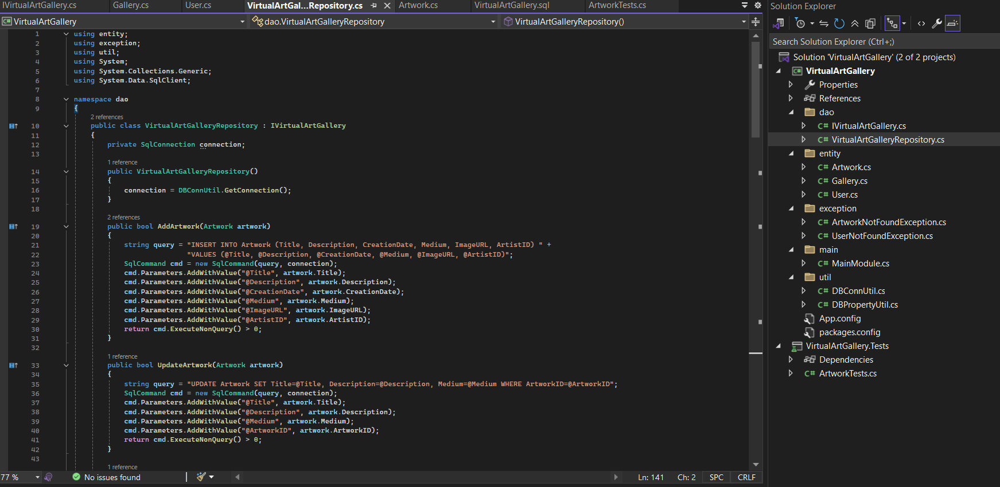 IVirtualArtGallery.cs Gallery.cs User.cs VirtualArtGal...Repository.cs Artwork.cs VirtualArtGallery.sql ArtworkTests.cs
VirtualArtGallery dao.VirtualArtGalleryRepository VirtualArtGalleryRepository()
1 using entity;
2 using exception;
3 using util;
4 using System;
5 using System.Collections.Generic;
6 using System.Data.SqlClient;
7
8 namespace dao
9 {
2 references
10 public class VirtualArtGalleryRepository : IVirtualArtGallery
11 {
12 private SqlConnection connection;
13
1 reference
14 public VirtualArtGalleryRepository()
15 {
16 connection = DBConnUtil.GetConnection();
17 }
18
2 references
19 public bool AddArtwork(Artwork artwork)
20 {
21 string query = "INSERT INTO Artwork (Title, Description, CreationDate, Medium, ImageURL, ArtistID) " +
22 "VALUES (@Title, @Description, @CreationDate, @Medium, @ImageURL, @ArtistID)";
23 SqlCommand cmd = new SqlCommand(query, connection);
24 cmd.Parameters.AddWithValue("@Title", artwork.Title);
25 cmd.Parameters.AddWithValue("@Description", artwork.Description);
26 cmd.Parameters.AddWithValue("@CreationDate", artwork.CreationDate);
27 cmd.Parameters.AddWithValue("@Medium", artwork.Medium);
28 cmd.Parameters.AddWithValue("@ImageURL", artwork.ImageURL);
29 cmd.Parameters.AddWithValue("@ArtistID", artwork.ArtistID);
30 return cmd.ExecuteNonQuery() > 0;
31 }
32
1 reference
33 public bool UpdateArtwork(Artwork artwork)
34 {
35 string query = "UPDATE Artwork SET Title=@Title, Description=@Description, Medium=@Medium WHERE ArtworkID=@ArtworkID";
36 SqlCommand cmd = new SqlCommand(query, connection);
37 cmd.Parameters.AddWithValue("@Title", artwork.Title);
38 cmd.Parameters.AddWithValue("@Description", artwork.Description);
39 cmd.Parameters.AddWithValue("@Medium", artwork.Medium);
40 cmd.Parameters.AddWithValue("@ArtworkID", artwork.ArtworkID);
41 return cmd.ExecuteNonQuery() > 0;
42 }
43
1 reference
77 % No issues found Ln: 141 Ch: 2 SPC CRLF
Solution Explorer
Search Solution Explorer (Ctrl+;)
Solution 'VirtualArtGallery' (2 of 2 projects)
C# VirtualArtGallery
Properties
References
dao
C# IVirtualArtGallery.cs
C# VirtualArtGalleryRepository.cs
entity
C# Artwork.cs
C# Gallery.cs
C# User.cs
exception
C# ArtworkNotFoundException.cs
C# UserNotFoundException.cs
main
C# MainModule.cs
util
C# DBConnUtil.cs
C# DBPropertyUtil.cs
App.config
packages.config
VirtualArtGallery.Tests
Dependencies
C# ArtworkTests.cs